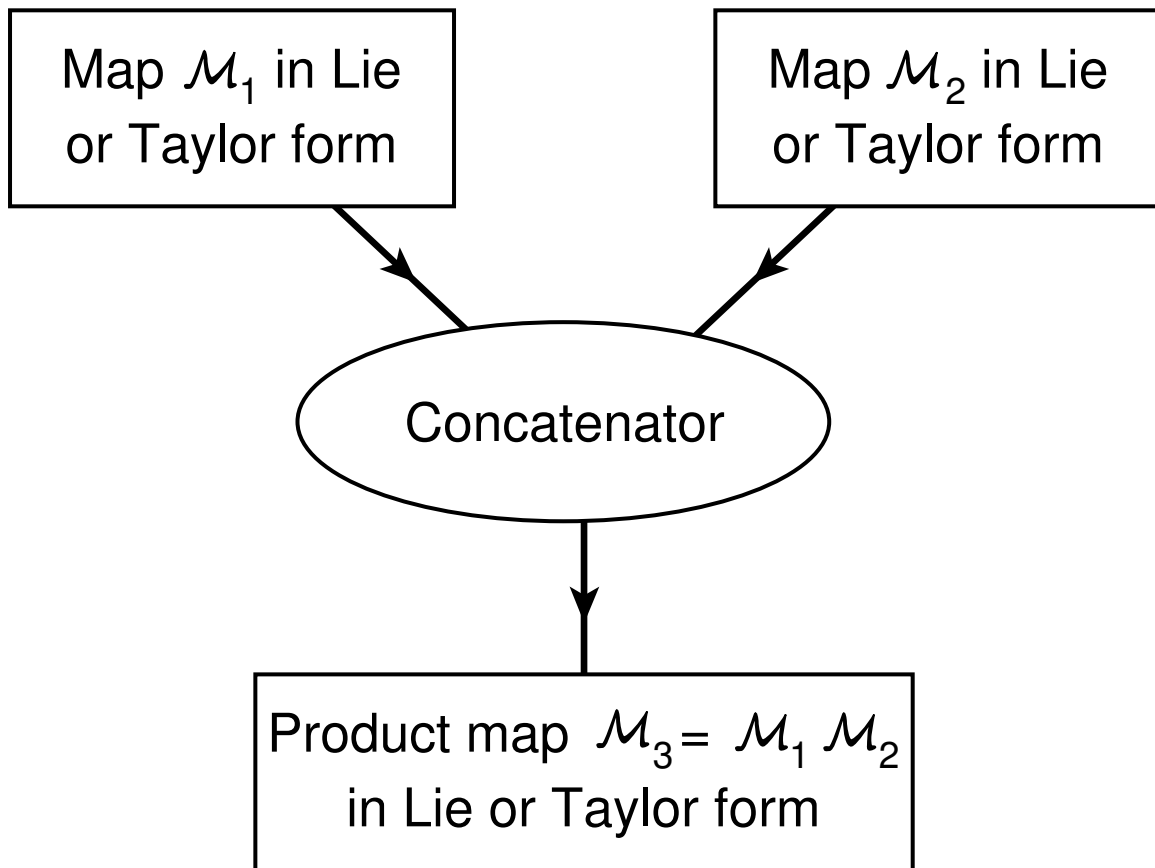 Map ℳ₁ in Lie
or Taylor form
Map ℳ₂ in Lie
or Taylor form
Concatenator
Product map ℳ₃ = ℳ₁ ℳ₂
in Lie or Taylor form